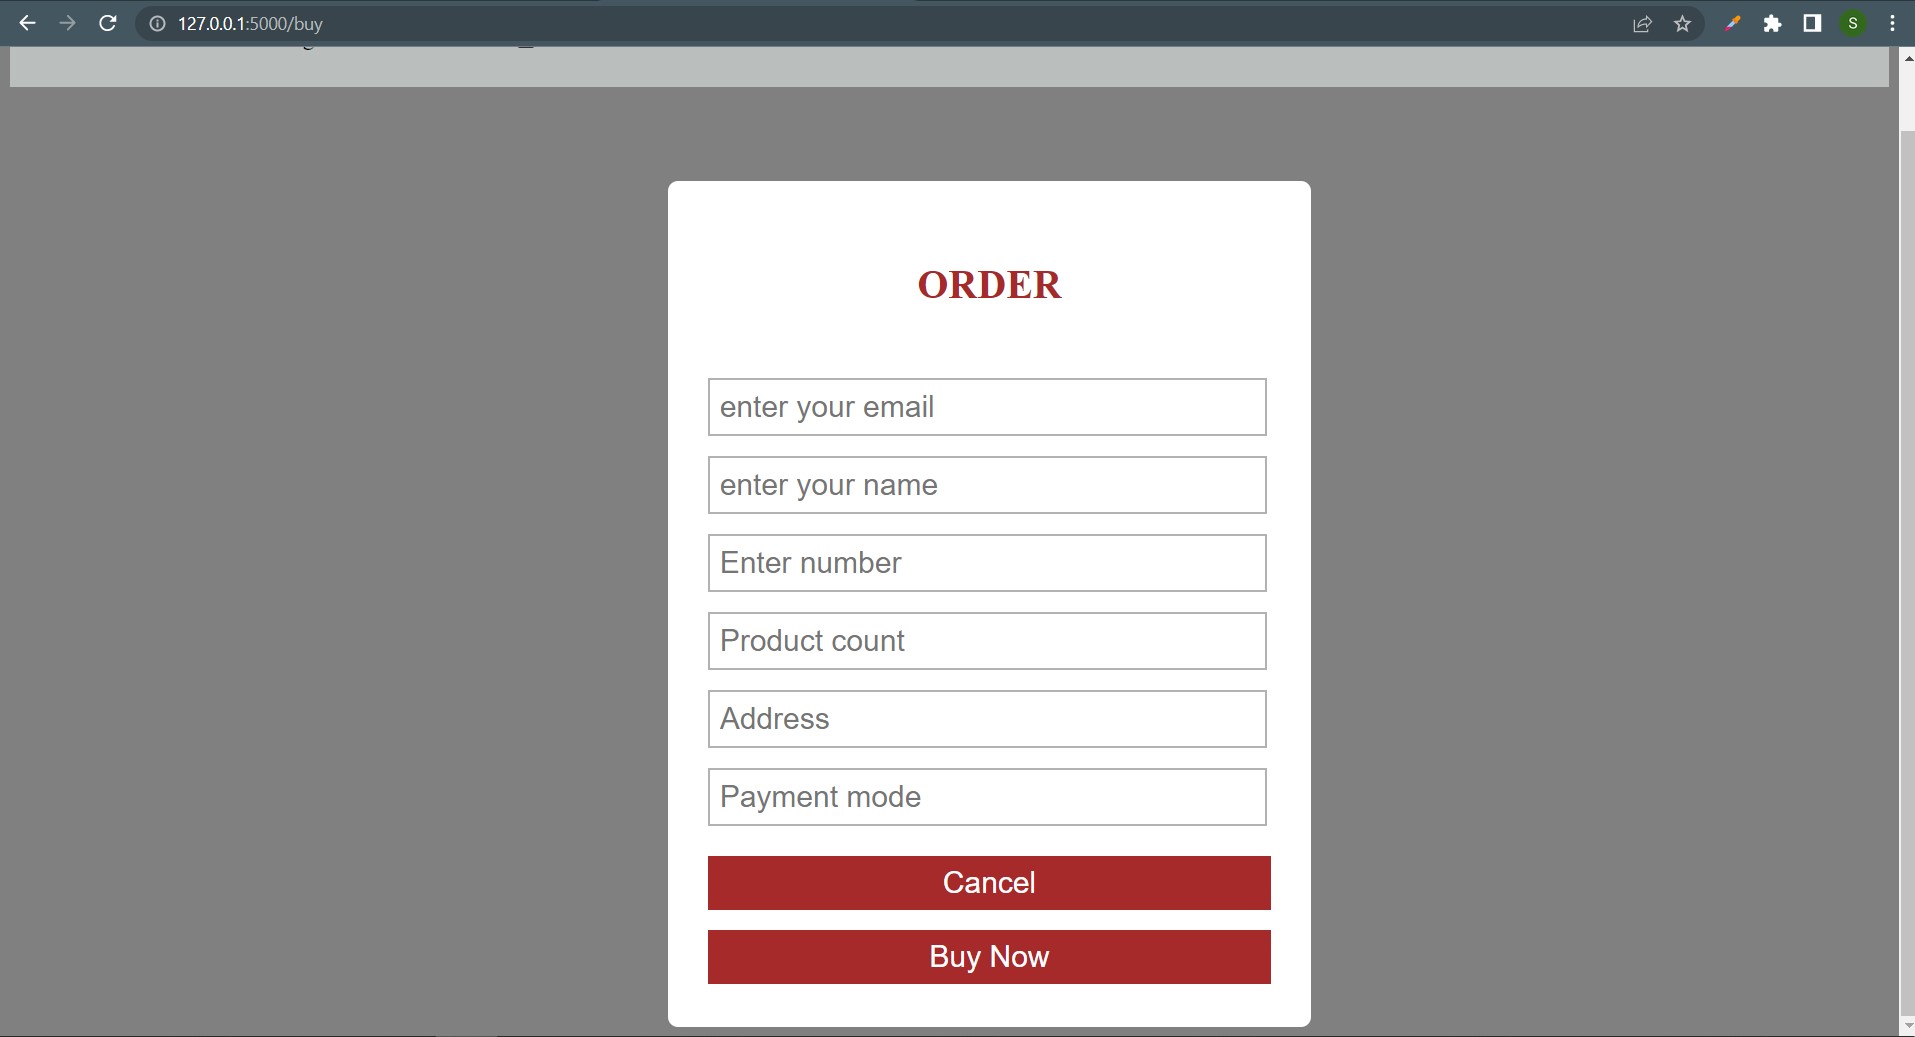 127.0.0.1:5000/buy
S
ORDER
enter your email
enter your name
Enter number
Product count
Address
Payment mode
Cancel
Buy Now